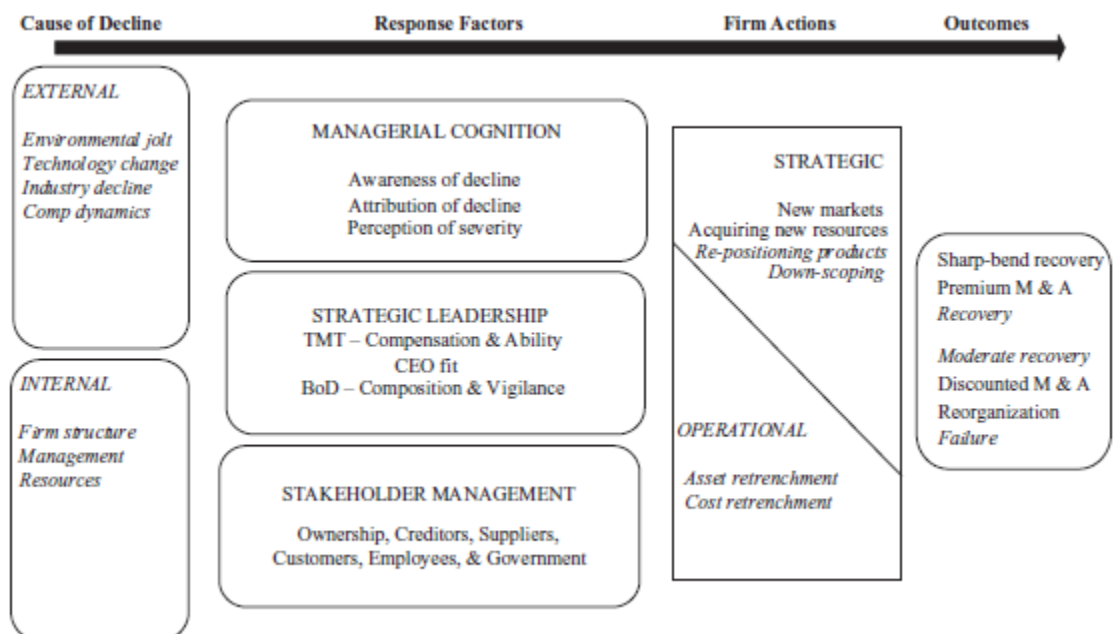 Cause of Decline
Response Factors
Firm Actions
Outcomes
EXTERNAL
Environmental jolt
Technology change
Industry decline
Comp dynamics
INTERNAL
Firm structure
Management
Resources
MANAGERIAL COGNITION
Awareness of decline
Attribution of decline
Perception of severity
STRATEGIC LEADERSHIP
TMT – Compensation & Ability
CEO fit
BoD – Composition & Vigilance
STAKEHOLDER MANAGEMENT
Ownership, Creditors, Suppliers,
Customers, Employees, & Government
STRATEGIC
New markets
Acquiring new resources
Re-positioning products
Down-scoping
OPERATIONAL
Asset retrenchment
Cost retrenchment
Sharp-bend recovery
Premium M & A
Recovery
Moderate recovery
Discounted M & A
Reorganization
Failure